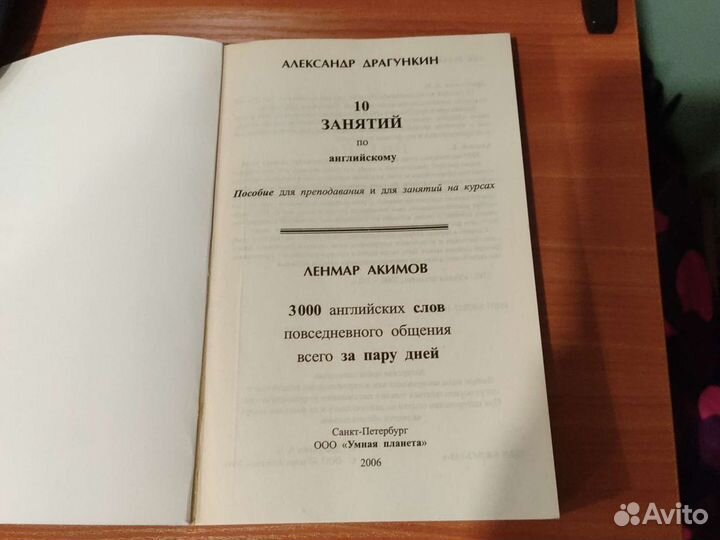 АЛЕКСАНДР ДРАГУНКИН
10
ЗАНЯТИЙ
по
английскому
Пособие для преподавания и для занятий на курсах
ЛЕНМАР АКИМОВ
3000 английских слов
повседневного общения
всего за пару дней
Санкт-Петербург
ООО «Умная планета»
2006
Avito